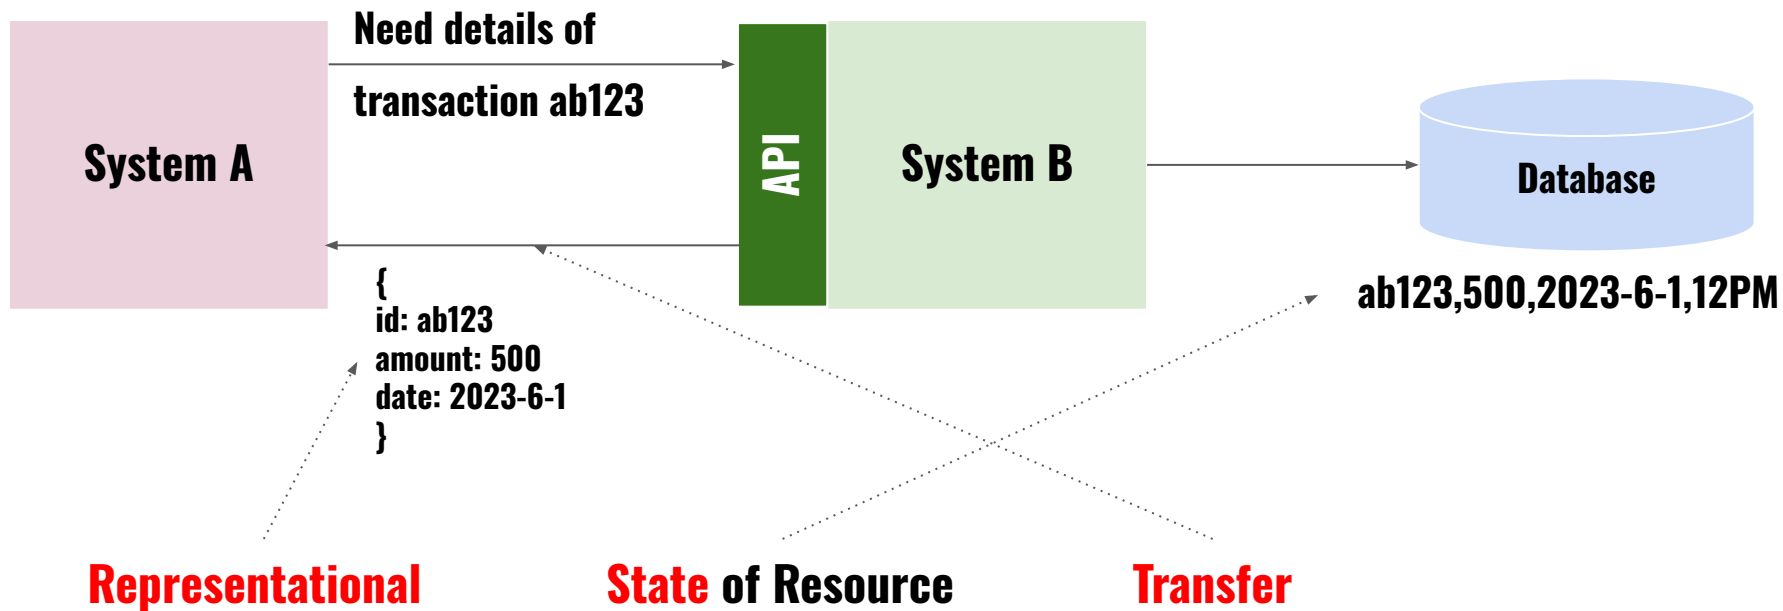 Need details of
transaction ab123
System A
API
System B
Database
ab123,500,2023-6-1,12PM
{
id: ab123
amount: 500
date: 2023-6-1
}
Representational
State of Resource
Transfer